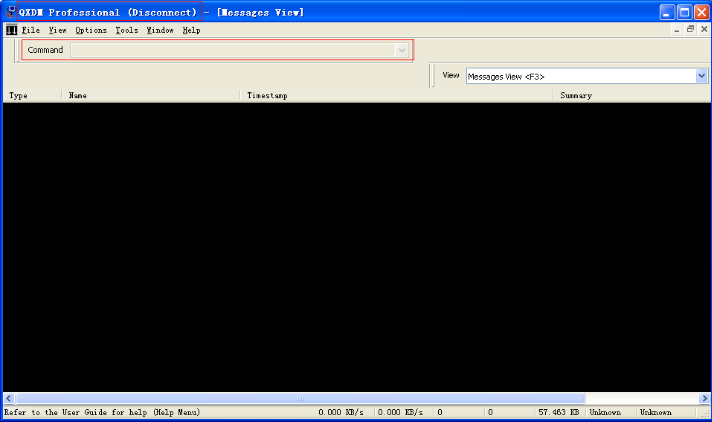 QXDM Professional (Disconnect) - [Messages View]
File View Options Tools Window Help
Command
View Messages View <F3>
Type Name Timestamp Summary
Refer to the User Guide for help (Help Menu) 0.000 KB/s 0.000 KB/s 0 0 57.463 KB Unknown Unknown